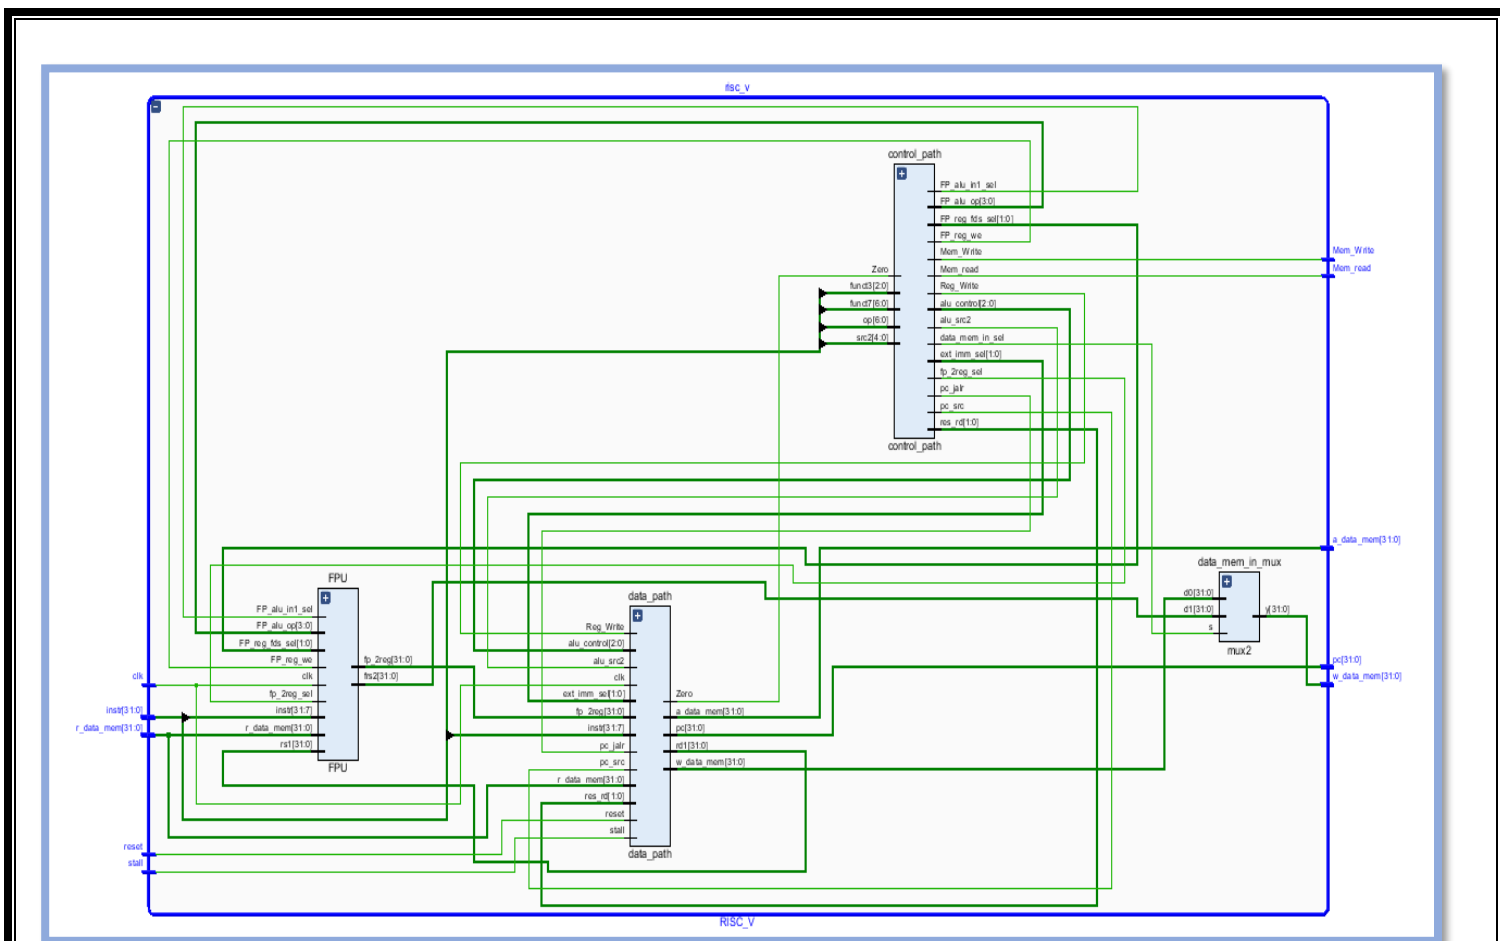 risc_v
control_path
FP_alu_in1_sel
FP_alu_op[3:0]
FP_reg_fds_sel[1:0]
FP_reg_we
Mem_Write
Mem_read
Reg_Write
alu_control[2:0]
alu_src2
data_mem_in_sel
ext_imm_sel[1:0]
fp_2reg_sel
pc_jalr
pc_src
res_rd[1:0]
Zero
funct3[2:0]
funct7[6:0]
op[6:0]
src2[4:0]
control_path
Mem_Write
Mem_read
a_data_mem[31:0]
data_mem_in_mux
d0[31:0]
d1[31:0]
s
y[31:0]
mux2
pc[31:0]
w_data_mem[31:0]
FPU
FP_alu_in1_sel
FP_alu_op[3:0]
FP_reg_fds_sel[1:0]
FP_reg_we
clk
fp_2reg_sel
instr[31:7]
r_data_mem[31:0]
rs1[31:0]
fp_2reg[31:0]
frs2[31:0]
FPU
data_path
Reg_Write
alu_control[2:0]
alu_src2
clk
ext_imm_sel[1:0]
fp_2reg[31:0]
instr[31:7]
pc_jalr
pc_src
r_data_mem[31:0]
res_rd[1:0]
reset
stall
Zero
a_data_mem[31:0]
pc[31:0]
rd1[31:0]
w_data_mem[31:0]
data_path
clk
instr[31:0]
r_data_mem[31:0]
reset
stall
RISC_V